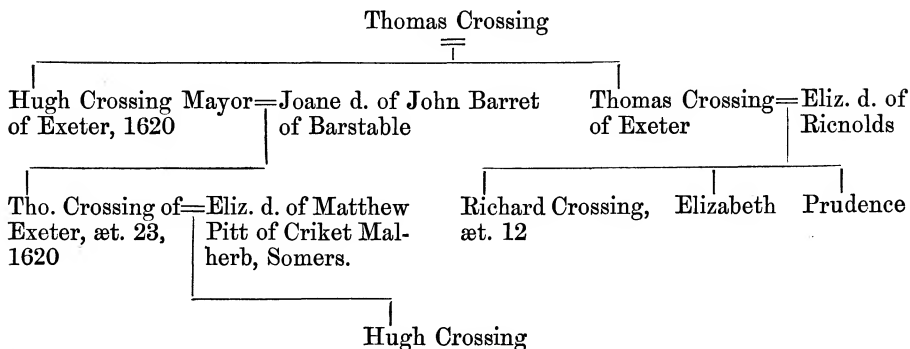 Thomas Crossing
Hugh Crossing Mayor=Joane d. of John Barret
of Exeter, 1620 of Barstable
Thomas Crossing=Eliz. d. of
of Exeter Ricnolds
Tho. Crossing of=Eliz. d. of Matthew
Exeter, æt. 23, Pitt of Criket Mal-
1620 herb, Somers.
Richard Crossing,
æt. 12
Elizabeth
Prudence
Hugh Crossing